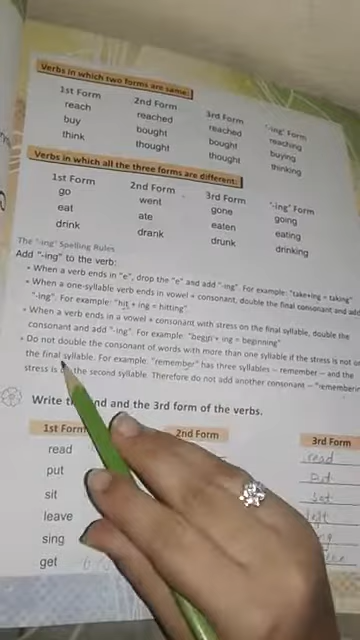 Verbs in which two forms are same:
1st Form 2nd Form 3rd Form '-ing' Form
reach reached reached reaching
buy bought bought buying
think thought thought thinking
Verbs in which all the three forms are different:
1st Form 2nd Form 3rd Form '-ing' Form
go went gone going
eat ate eaten eating
drink drank drunk drinking
The '-ing' Spelling Rules
Add '-ing' to the verb:
• When a verb ends in "e", drop the "e" and add "-ing". For example: "take+ing = taking"
• When a one-syllable verb ends in vowel + consonant, double the final consonant and add
"-ing". For example: "hit + ing = hitting"
• When a verb ends in a vowel + consonant with stress on the final syllable, double the
consonant and add "-ing". For example: "begin + ing = beginning"
• Do not double the consonant of words with more than one syllable if the stress is not on
the final syllable. For example: "remember" has three syllables – remember – and the
stress is the second syllable. Therefore do not add another consonant – "remembering
Write and the 3rd form of the verbs.
1st Form 2nd Form 3rd Form
read read
put put
sit sat
leave left
sing
get